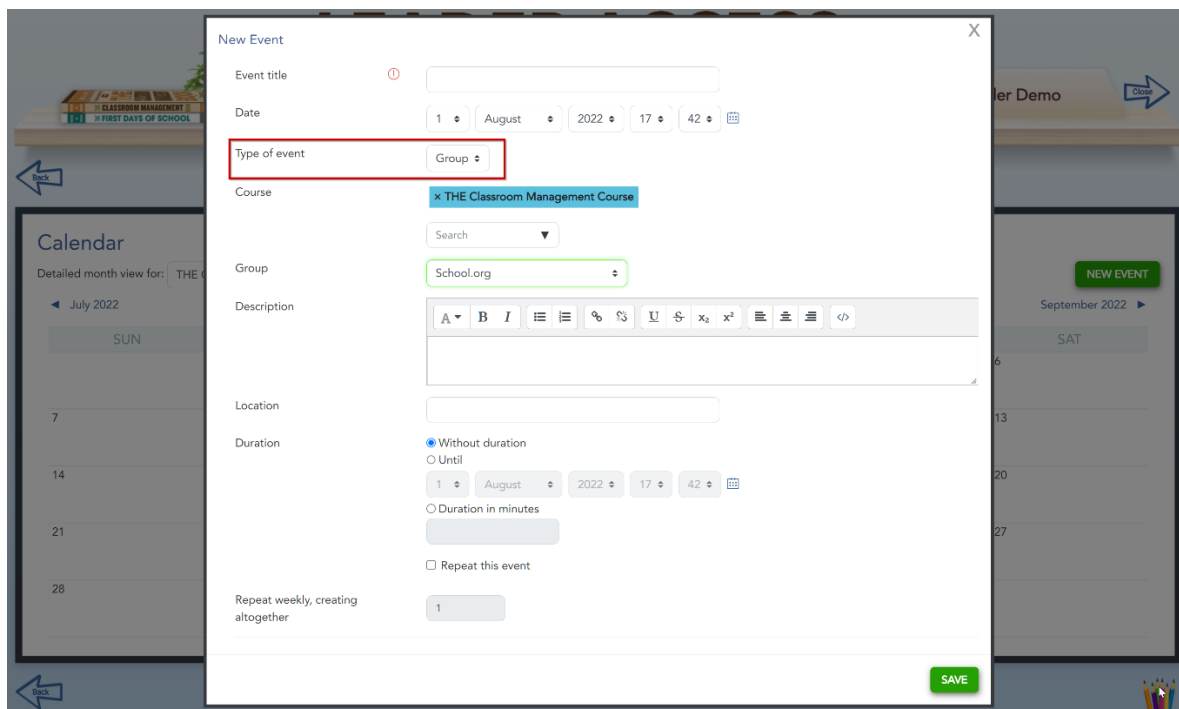 New Event
X
Event title
Date
1 August 2022 17 42
Type of event
Group
Course
× THE Classroom Management Course
Search ▼
Group
School.org
Description
A B I U S x₂ x² </>
Location
Duration
Without duration
Until
1 August 2022 17 42
Duration in minutes
Repeat this event
Repeat weekly, creating
altogether
1
SAVE
CLASSROOM MANAGEMENT
FIRST DAYS OF SCHOOL
Demo
Close
Back
Calendar
Detailed month view for: THE
NEW EVENT
◄ July 2022
September 2022 ►
SUN
SAT
6
7
13
14
20
21
27
28
Back